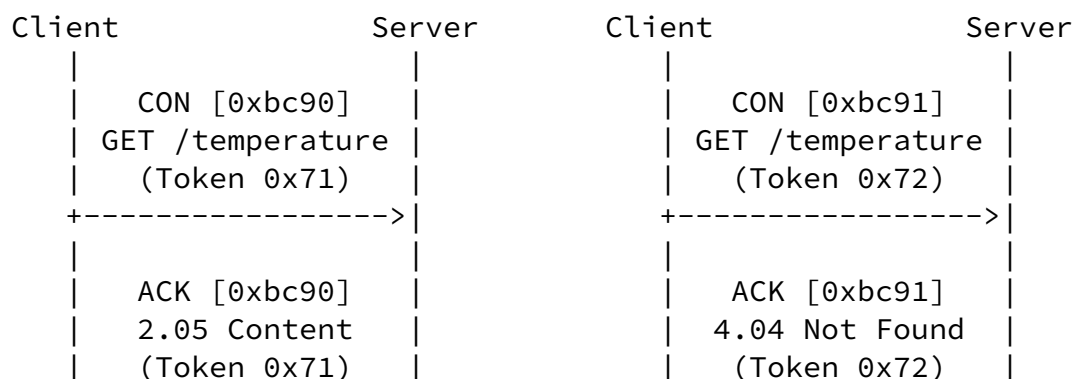 Client                Server       Client                Server
   |                  |               |                  |
   |   CON [0xbc90]   |               |   CON [0xbc91]   |
   | GET /temperature |               | GET /temperature |
   |   (Token 0x71)   |               |   (Token 0x72)   |
   +----------------->|               +----------------->|
   |                  |               |                  |
   |   ACK [0xbc90]   |               |   ACK [0xbc91]   |
   |   2.05 Content   |               |  4.04 Not Found  |
   |   (Token 0x71)   |               |   (Token 0x72)   |